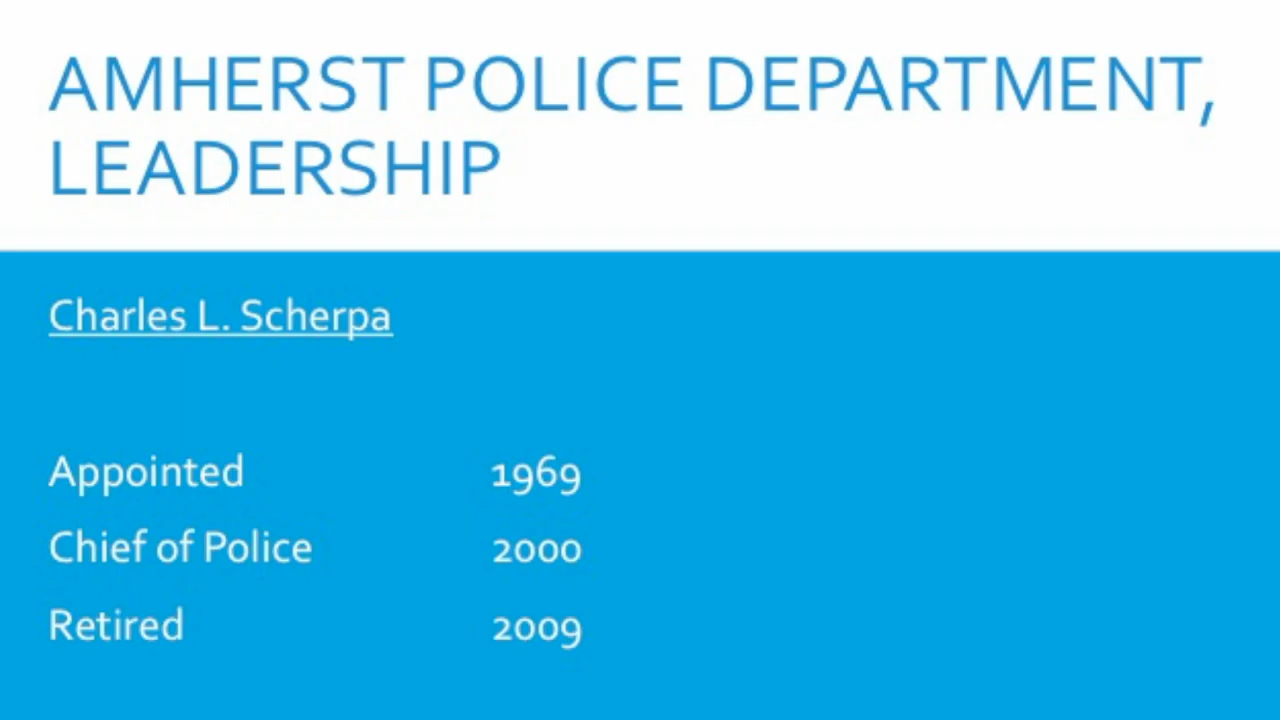 AMHERST POLICE DEPARTMENT,
LEADERSHIP
Charles L. Scherpa
Appointed 1969
Chief of Police 2000
Retired 2009